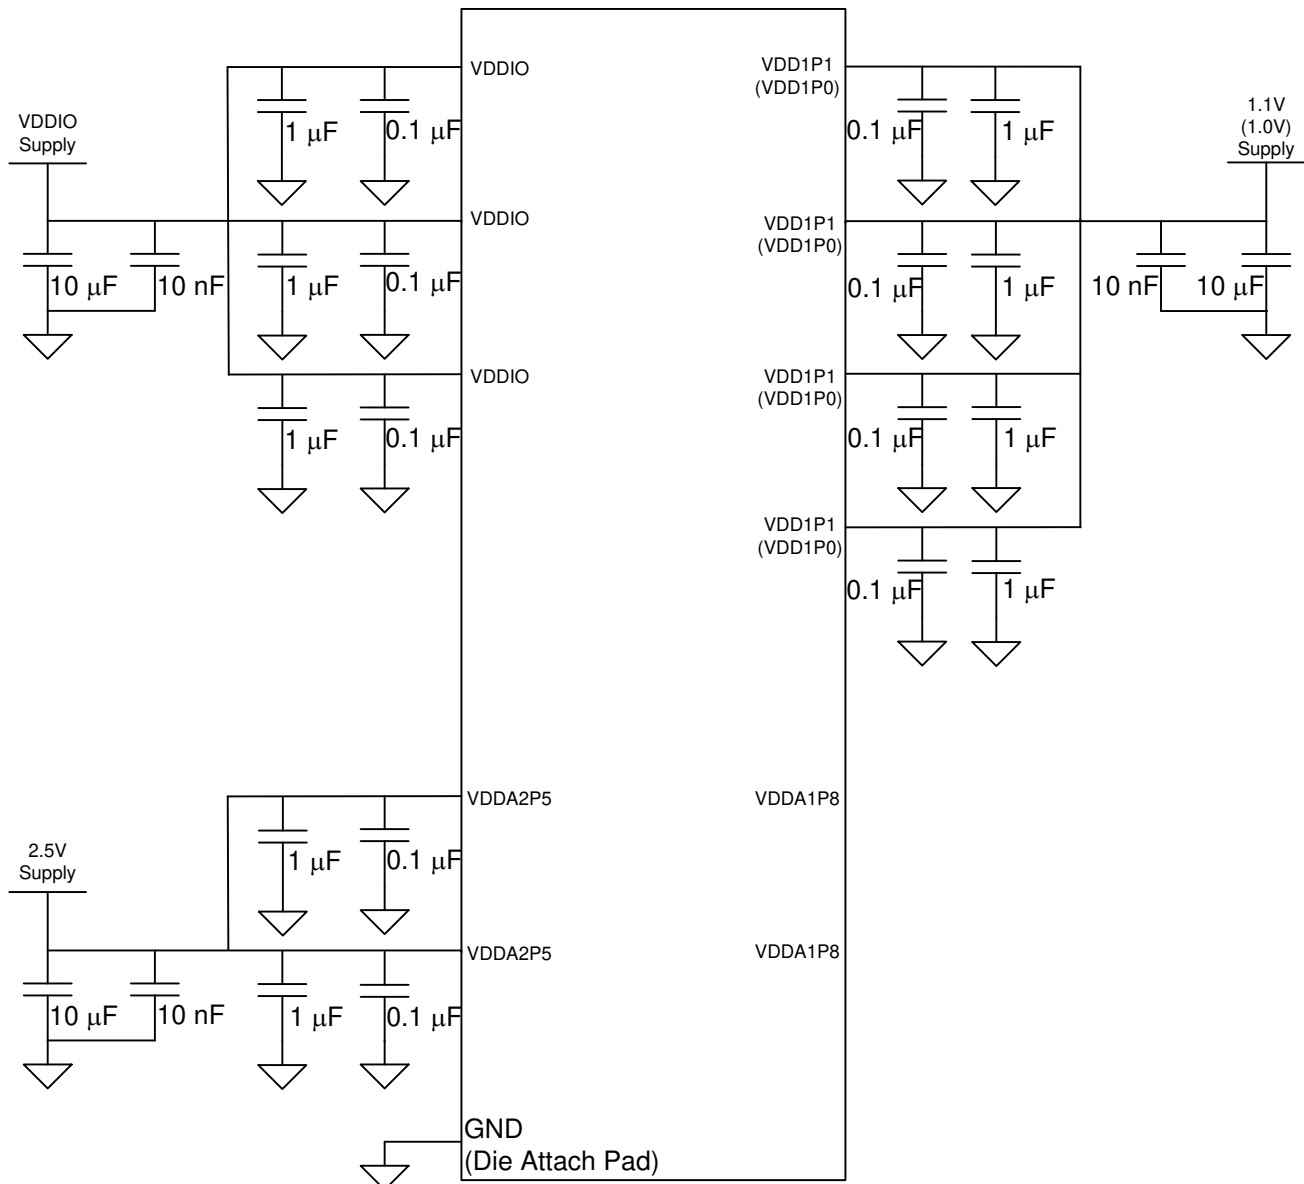 VDDIO
VDD1P1
(VDD1P0)
1 μF
0.1 μF
0.1 μF
1 μF
VDDIO
Supply
1.1V
(1.0V)
Supply
VDDIO
VDD1P1
(VDD1P0)
10 μF
10 nF
1 μF
0.1 μF
0.1 μF
1 μF
10 nF
10 μF
VDDIO
VDD1P1
(VDD1P0)
1 μF
0.1 μF
0.1 μF
1 μF
VDD1P1
(VDD1P0)
0.1 μF
1 μF
VDDA2P5
VDDA1P8
1 μF
0.1 μF
2.5V
Supply
VDDA2P5
VDDA1P8
10 μF
10 nF
1 μF
0.1 μF
GND
(Die Attach Pad)